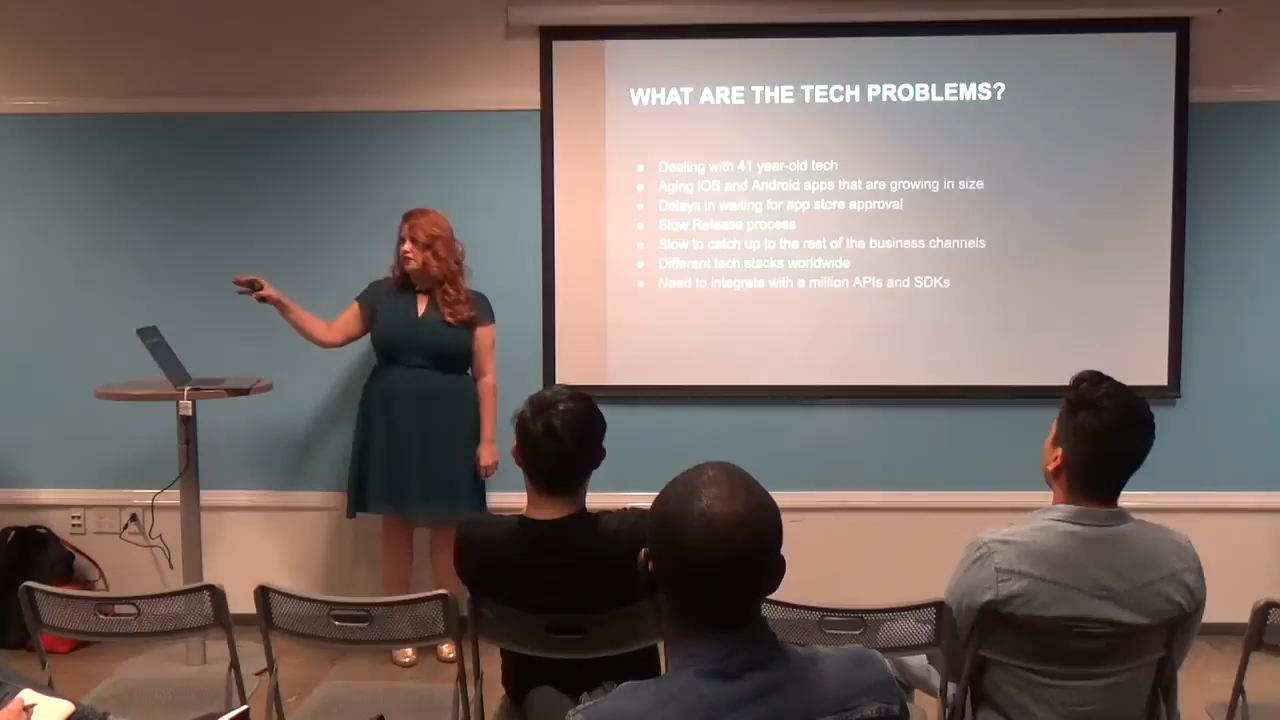 WHAT ARE THE TECH PROBLEMS?
Dealing with 41 year-old tech
Aging iOS and Android apps that are growing in size
Delays in waiting for app store approval
Slow Release process
Slow to catch up to the rest of the business channels
Different tech stacks worldwide
Need to integrate with a million APIs and SDKs